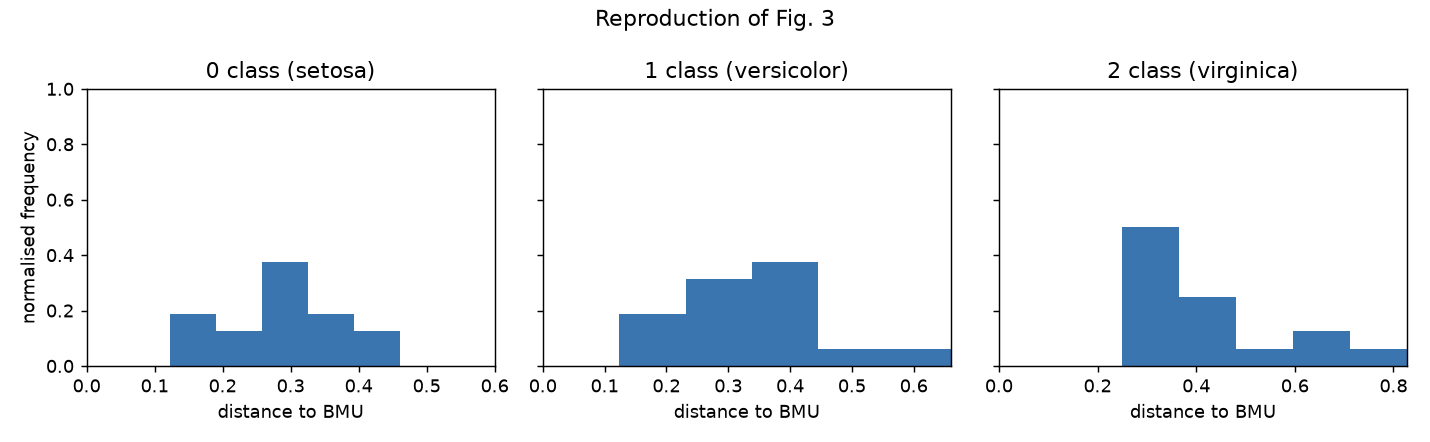 Reproduction of Fig. 3
0 class (setosa)
1 class (versicolor)
2 class (virginica)
normalised frequency
1.0
0.8
0.6
0.4
0.2
0.0
0.0 0.1 0.2 0.3 0.4 0.5 0.6
0.0 0.1 0.2 0.3 0.4 0.5 0.6
0.0 0.2 0.4 0.6 0.8
distance to BMU
distance to BMU
distance to BMU